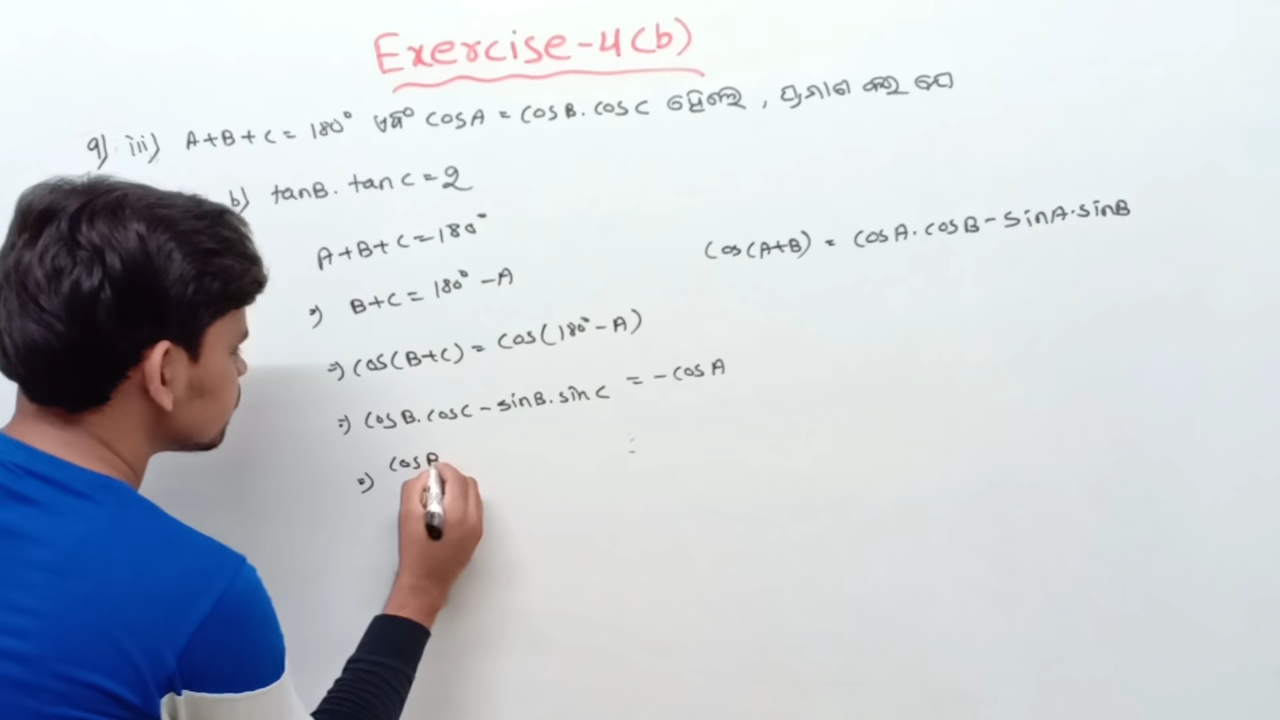 Exercise-4(b)
9) iii) A+B+C = 180° ଏବଂ cosA = cosB. cosC ହେଲେ, ପ୍ରମାଣ କର ଯେ
b) tanB. tanC = 2
A+B+C=180°
cos(A+B) = cosA. cosB - sinA.sinB
⇒) B+C = 180° - A
⇒) cos(B+C) = cos(180° - A)
⇒) cosB. cosC - sinB. sinC = - cosA
⇒) cosB